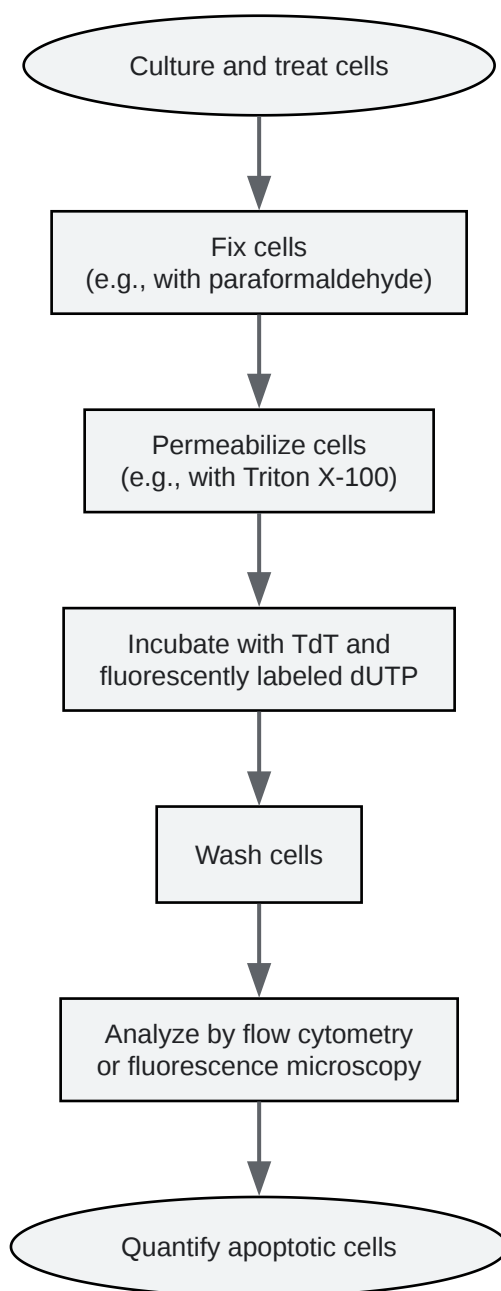 Culture and treat cells
Fix cells
(e.g., with paraformaldehyde)
Permeabilize cells
(e.g., with Triton X-100)
Incubate with TdT and
fluorescently labeled dUTP
Wash cells
Analyze by flow cytometry
or fluorescence microscopy
Quantify apoptotic cells